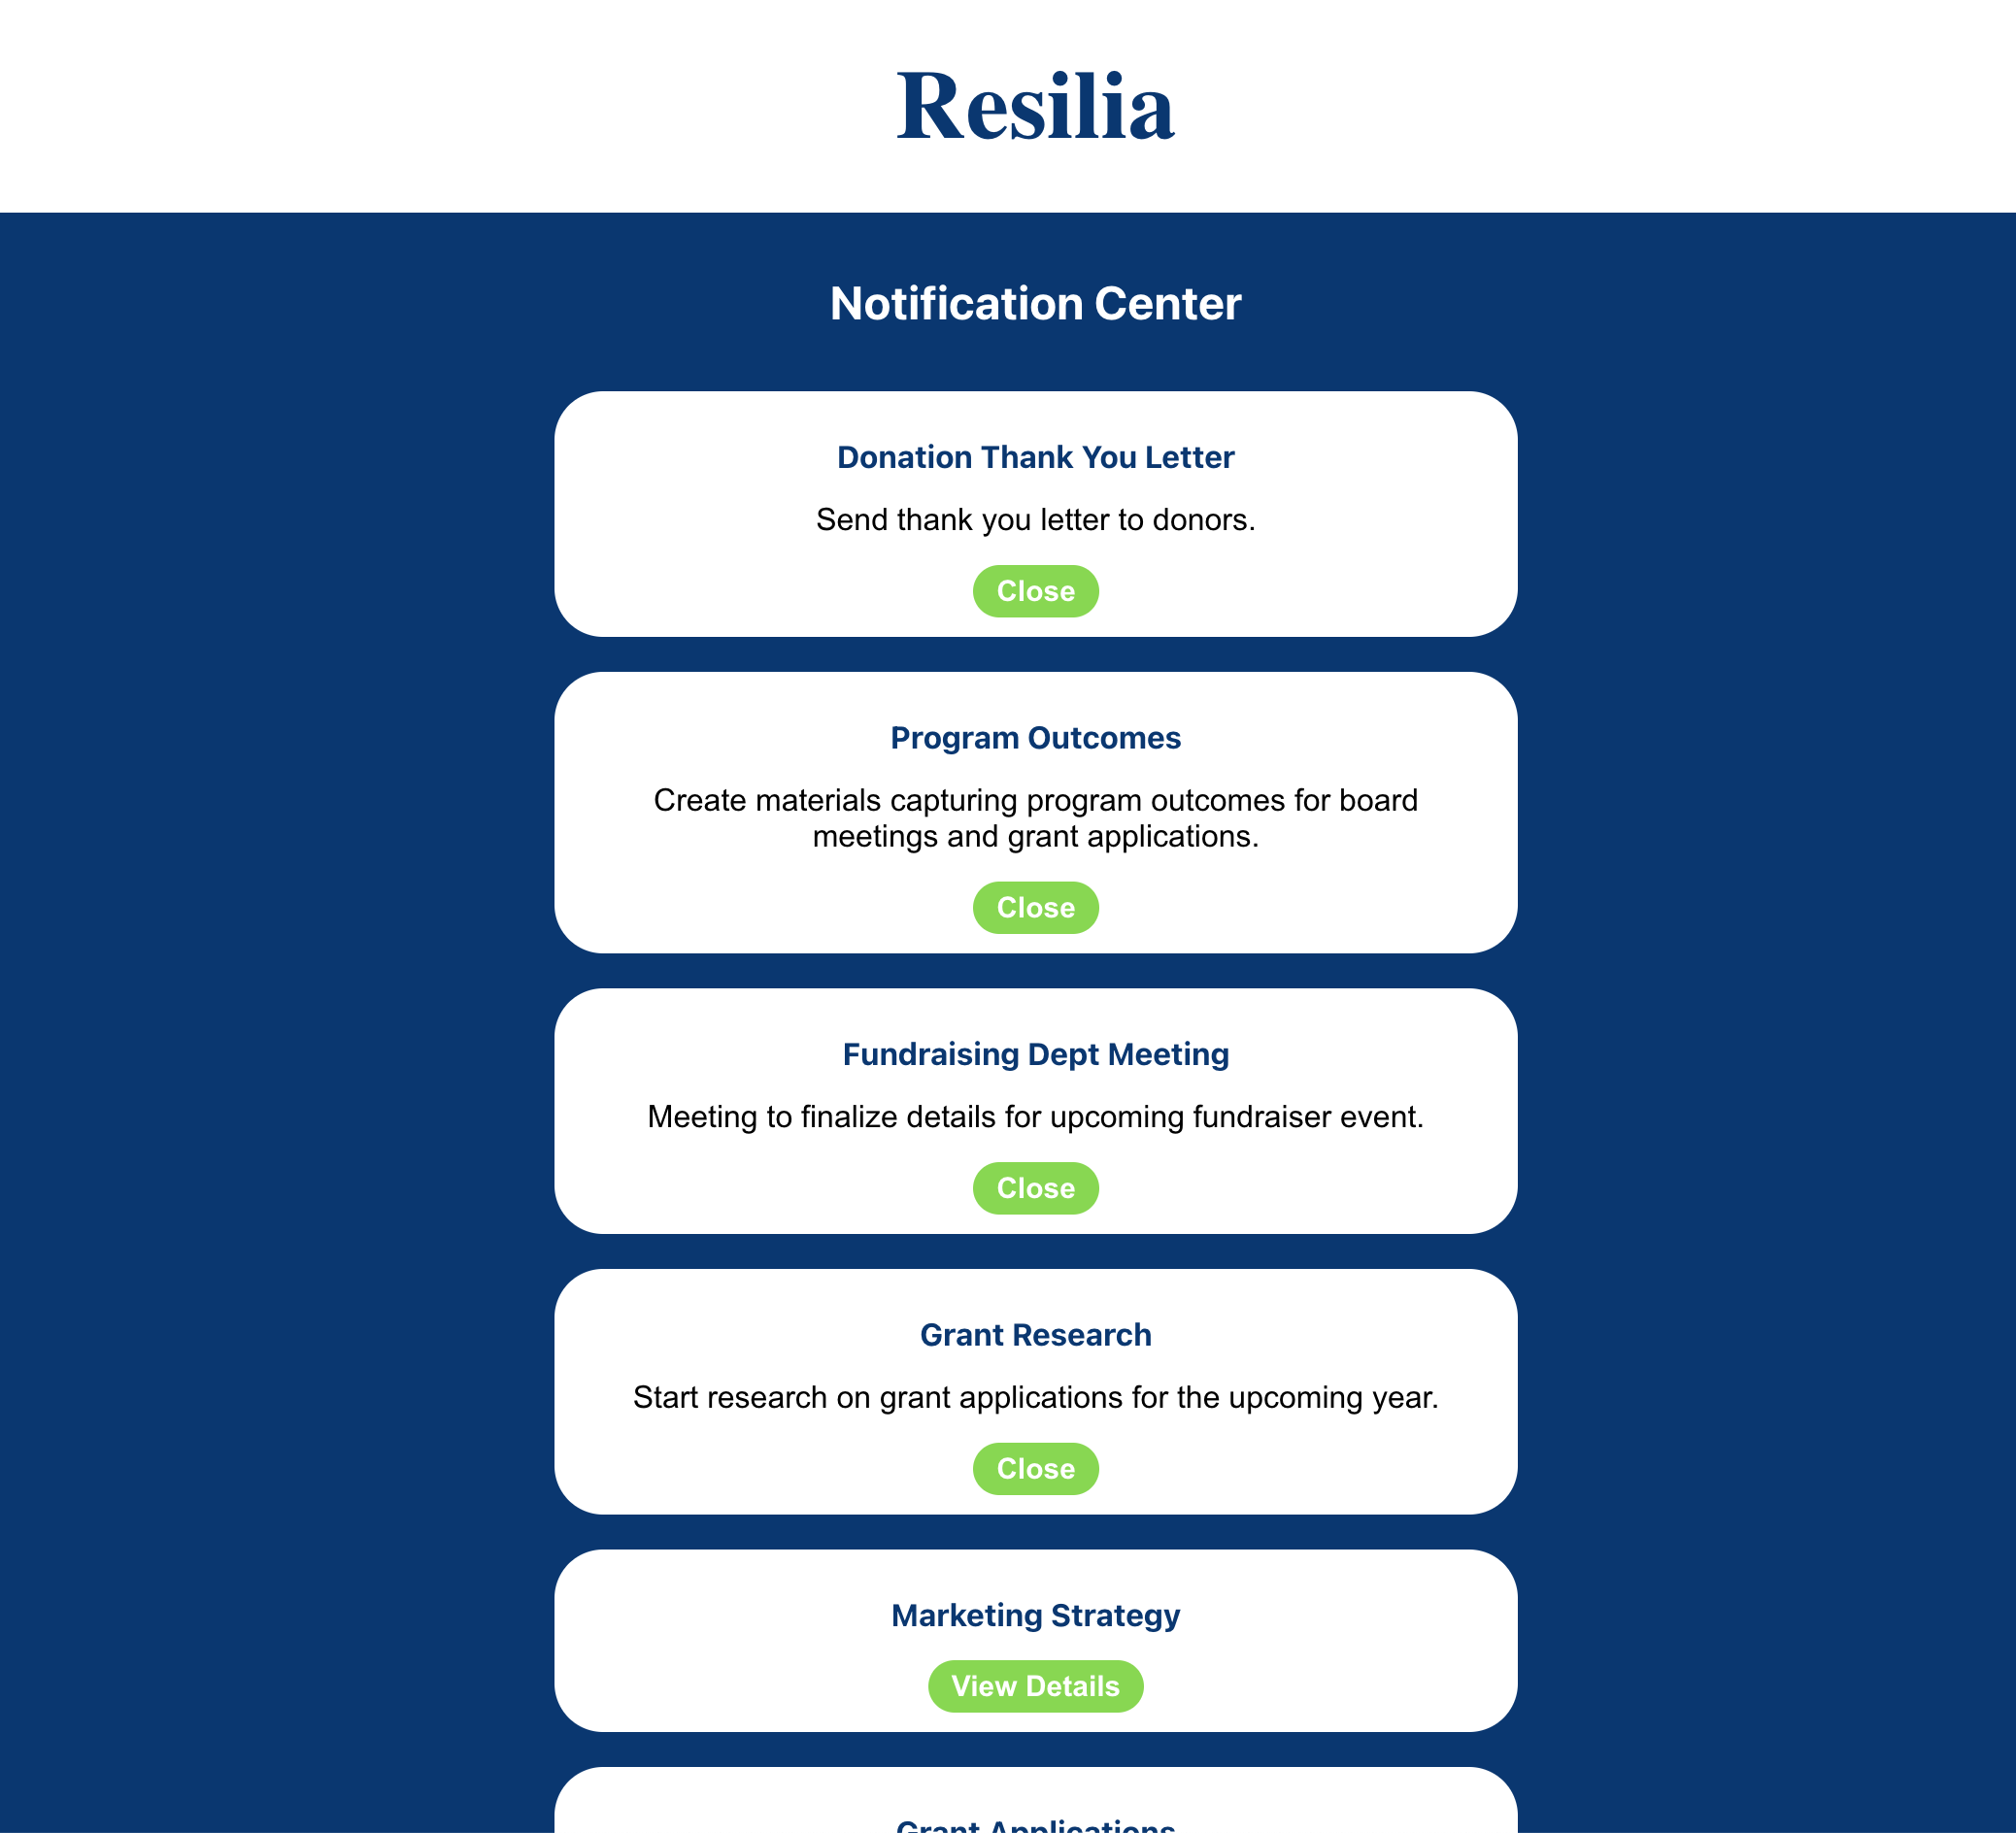 Resilia
Notification Center
Donation Thank You Letter
Send thank you letter to donors.
Close
Program Outcomes
Create materials capturing program outcomes for board
meetings and grant applications.
Close
Fundraising Dept Meeting
Meeting to finalize details for upcoming fundraiser event.
Close
Grant Research
Start research on grant applications for the upcoming year.
Close
Marketing Strategy
View Details
Grant Applications